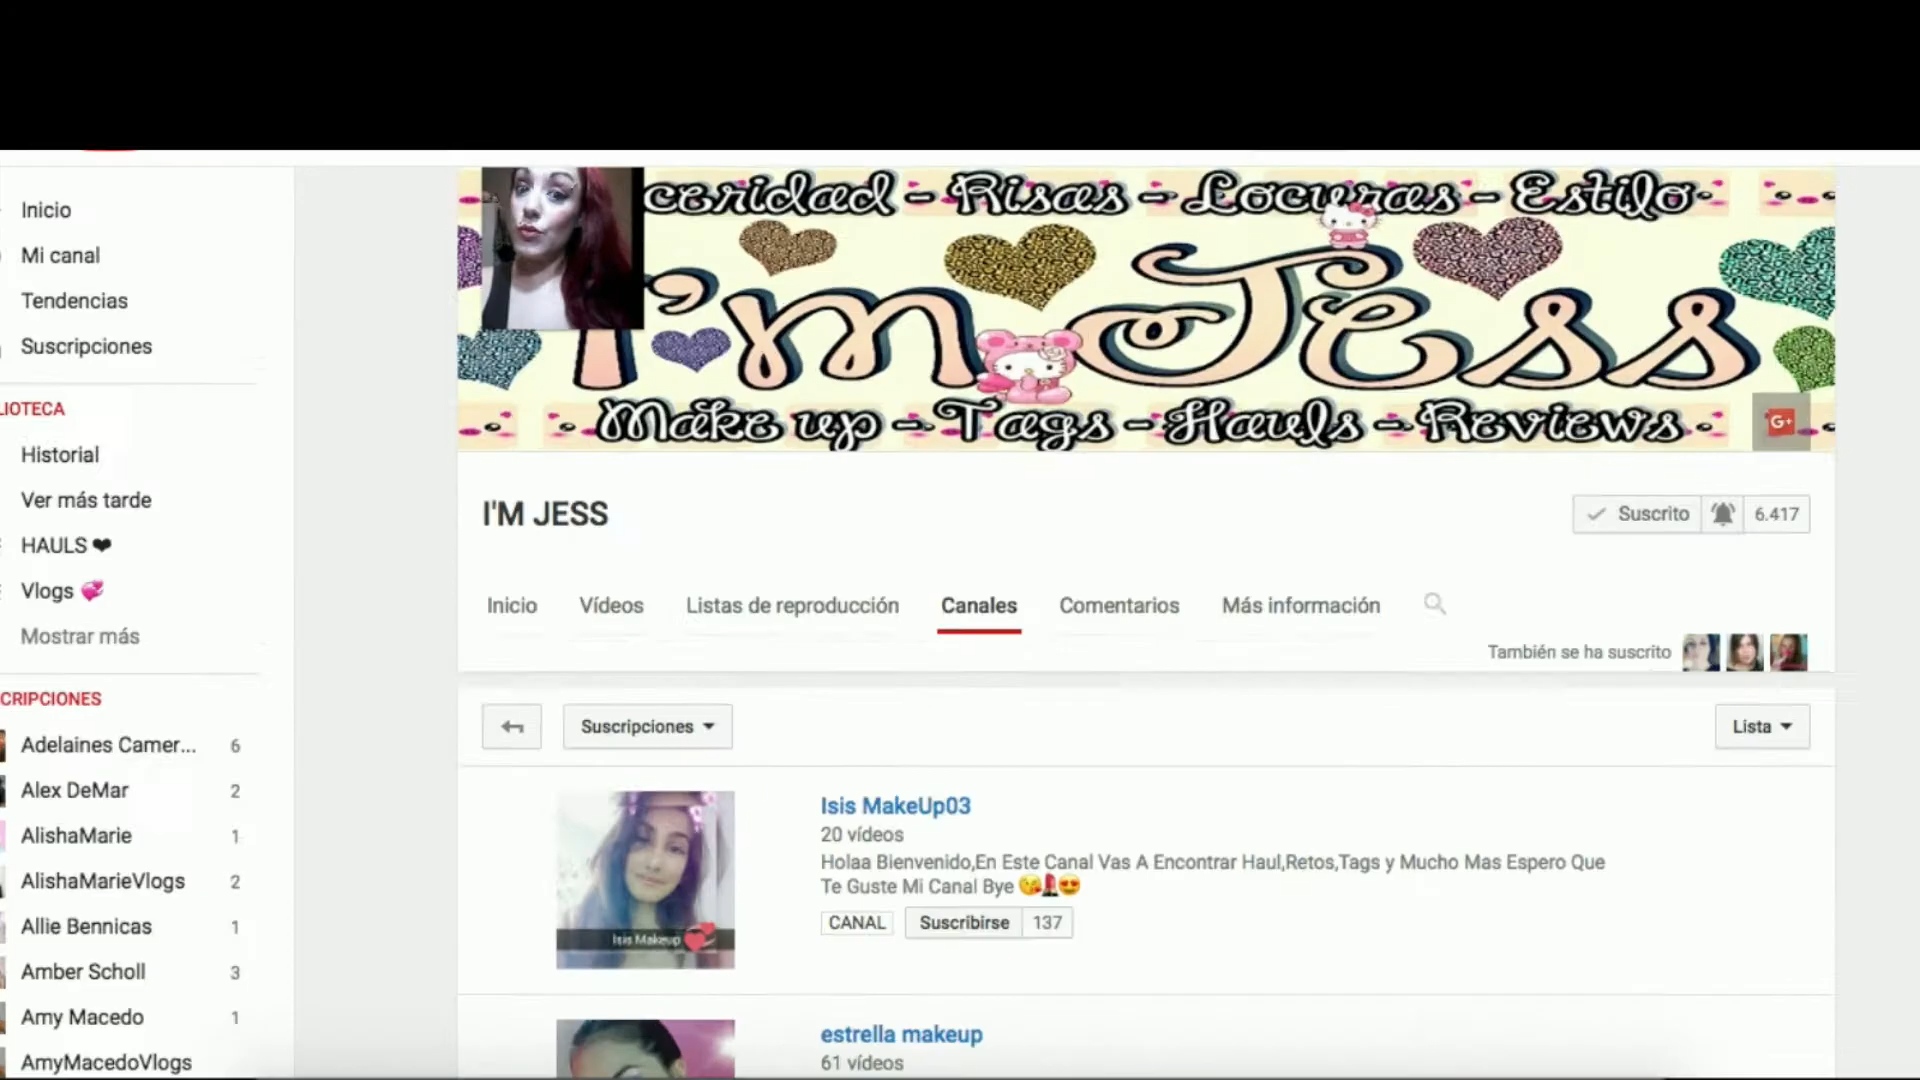 Inicio
Mi canal
Tendencias
Suscripciones
LIOTECA
Historial
Ver más tarde
HAULS ❤
Vlogs 💞
Mostrar más
CRIPCIONES
Adelaines Camer... 6
Alex DeMar 2
AlishaMarie 1
AlishaMarieVlogs 2
Allie Bennicas 1
Amber Scholl 3
Amy Macedo 1
AmyMacedoVlogs
ceridad - Risas - Locuras - Estilo
I'm Jess
Make up - Tags - Hauls - Reviews
G+
I'M JESS
Suscrito 6.417
Inicio Vídeos Listas de reproducción Canales Comentarios Más información
También se ha suscrito
Suscripciones
Lista
Isis Makeup
Isis MakeUp03
20 vídeos
Holaa Bienvenido,En Este Canal Vas A Encontrar Haul,Retos,Tags y Mucho Mas Espero Que
Te Guste Mi Canal Bye 😘💄😍
CANAL Suscribirse 137
estrella makeup
61 vídeos